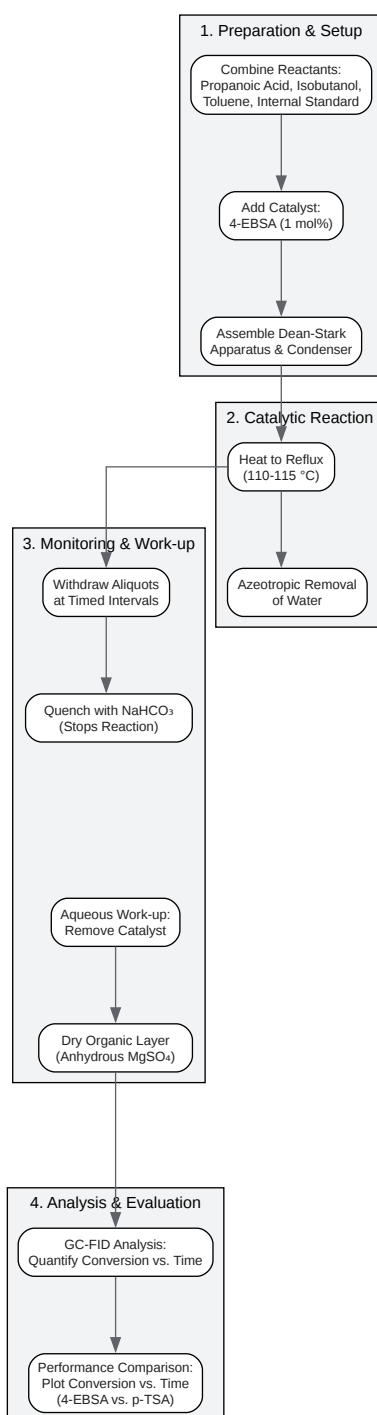 1. Preparation & Setup
Combine Reactants:
Propanoic Acid, Isobutanol,
Toluene, Internal Standard
Add Catalyst:
4-EBSA (1 mol%)
Assemble Dean-Stark
Apparatus & Condenser
2. Catalytic Reaction
Heat to Reflux
(110-115 °C)
Azeotropic Removal
of Water
3. Monitoring & Work-up
Withdraw Aliquots
at Timed Intervals
Quench with NaHCO₃
(Stops Reaction)
Aqueous Work-up:
Remove Catalyst
Dry Organic Layer
(Anhydrous MgSO₄)
4. Analysis & Evaluation
GC-FID Analysis:
Quantify Conversion vs. Time
Performance Comparison:
Plot Conversion vs. Time
(4-EBSA vs. p-TSA)